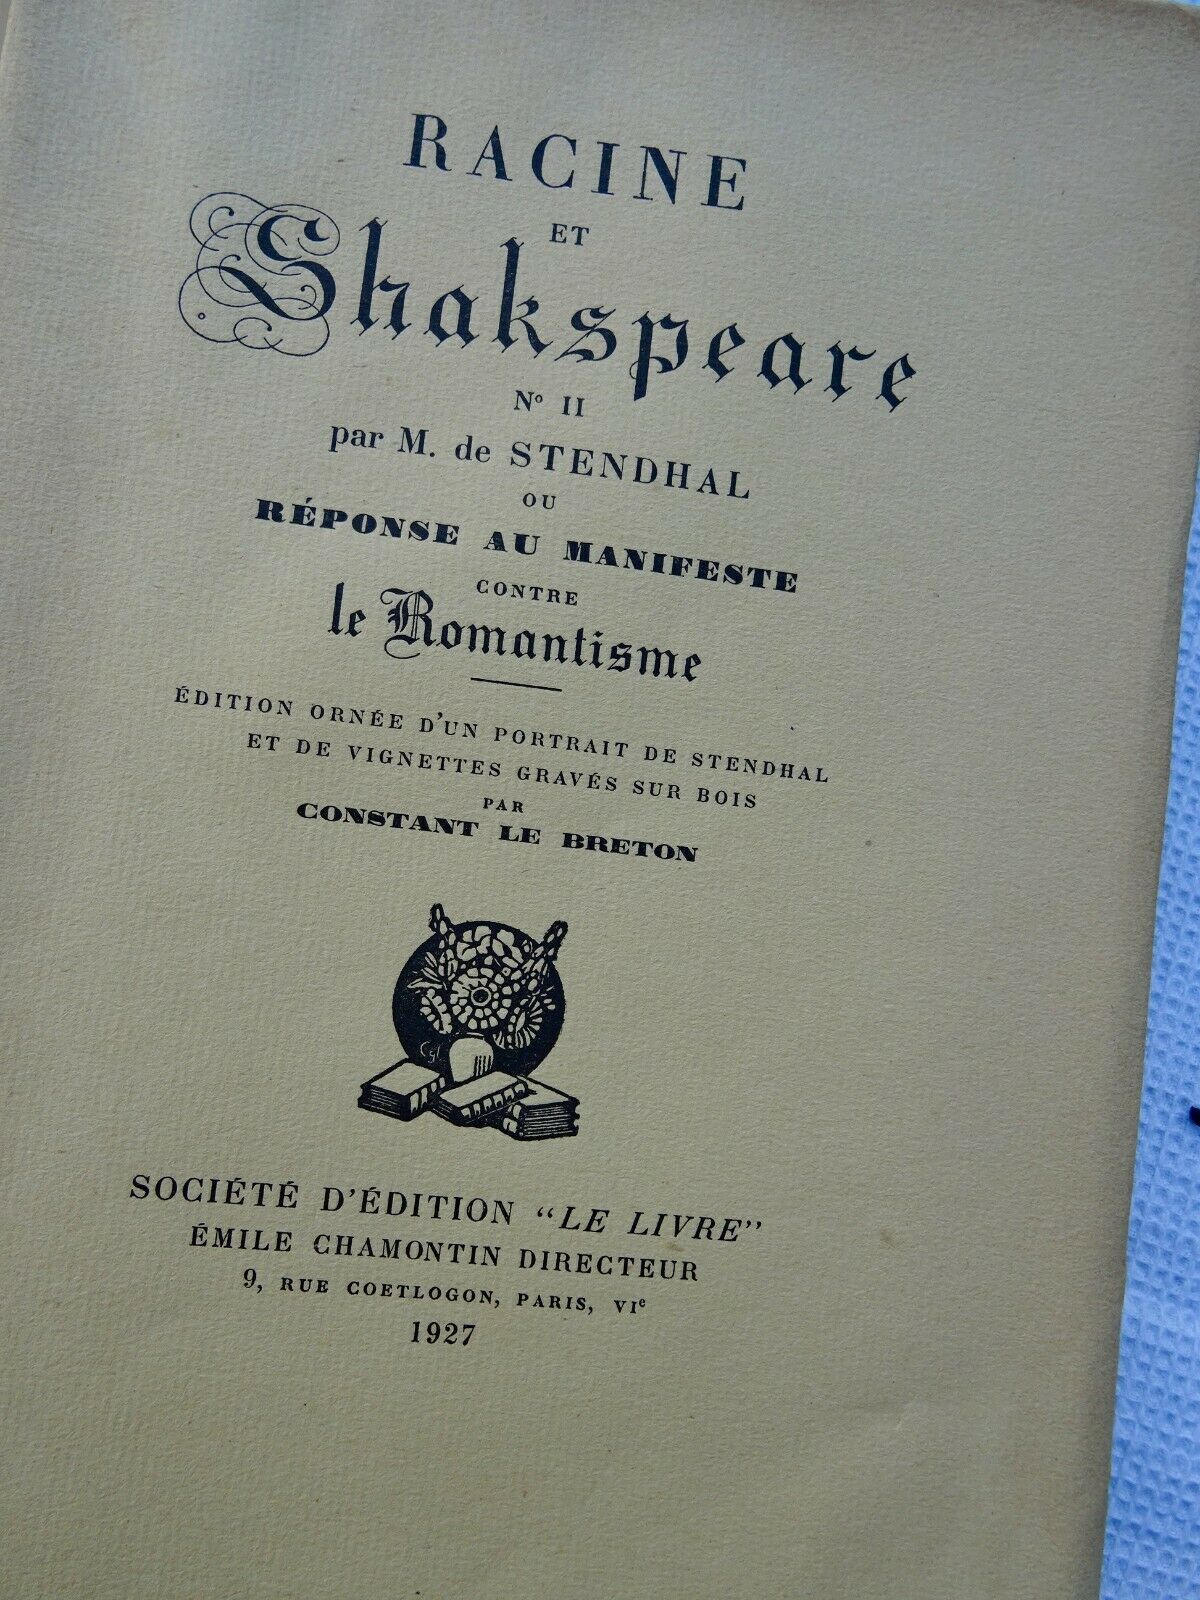 RACINE
ET
Shakspeare
Nº II
par M. de STENDHAL
OU
RÉPONSE AU MANIFESTE
CONTRE
le Romantisme
ÉDITION ORNÉE D'UN PORTRAIT DE STENDHAL
ET DE VIGNETTES GRAVÉS SUR BOIS
PAR
CONSTANT LE BRETON
SOCIÉTÉ D'ÉDITION "LE LIVRE"
ÉMILE CHAMONTIN DIRECTEUR
9, RUE COETLOGON, PARIS, VIe
1927